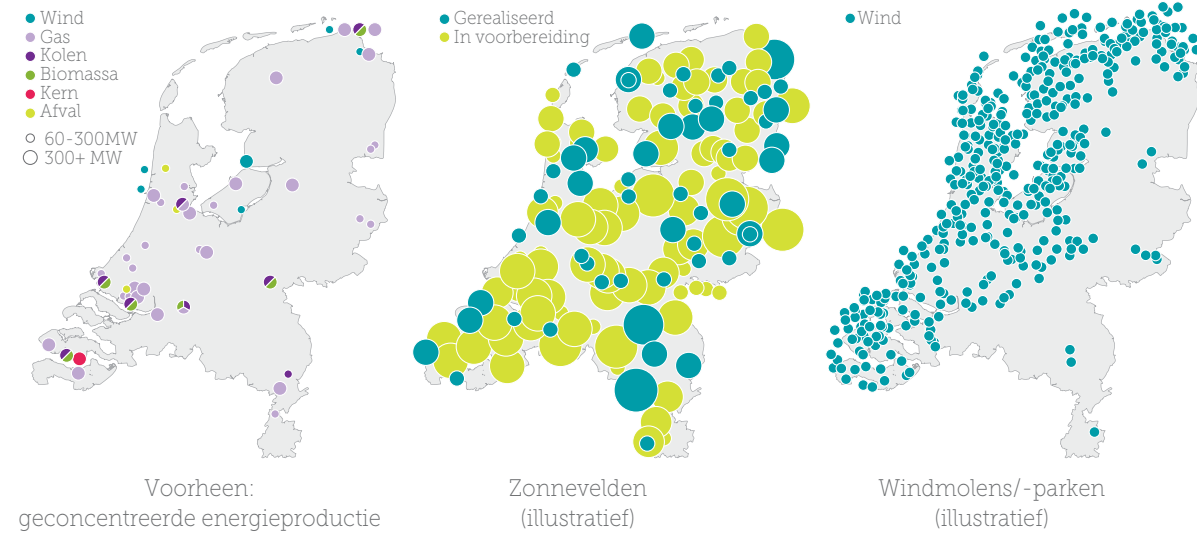 Wind
Gas
Kolen
Biomassa
Kern
Afval
60-300MW
300+ MW
Voorheen:
geconcentreerde energieproductie
Gerealiseerd
In voorbereiding
Zonnevelden
(illustratief)
Wind
Windmolens/-parken
(illustratief)